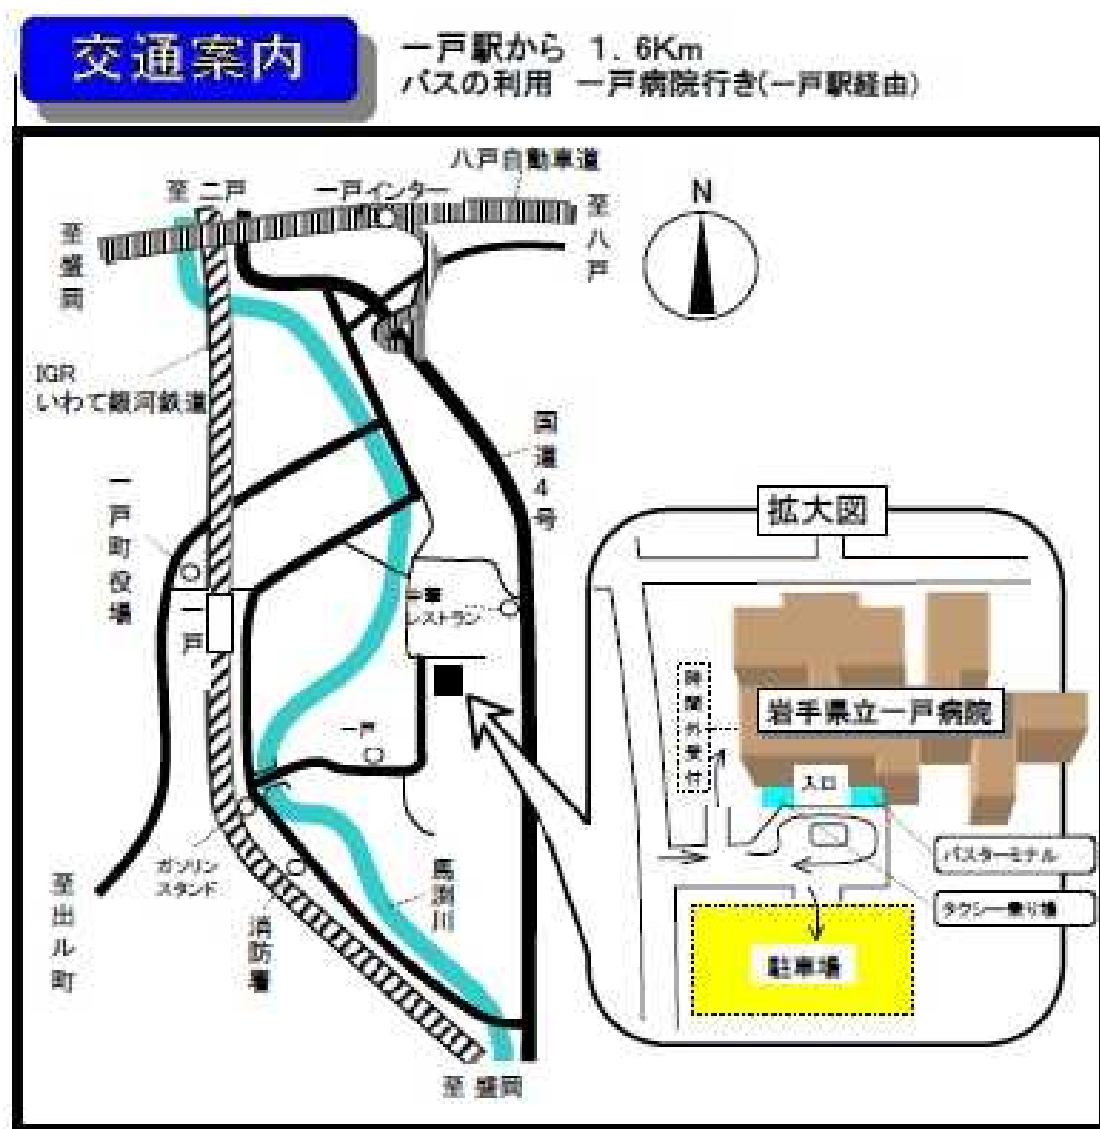 交通案内
一戸駅から 1.6Km
バスの利用 一戸病院行き(一戸駅経由)
八戸自動車道
至 二戸
一戸インター
至八戸
至盛岡
N
IGR
いわて銀河鉄道
国道4号
一戸町役場
一戸
中華
レストラン
一戸
ガソリン
スタンド
消防署
馬淵川
至出ル町
至 盛岡
拡大図
時間外受付
岩手県立一戸病院
入口
バスターミナル
タクシー乗り場
駐車場